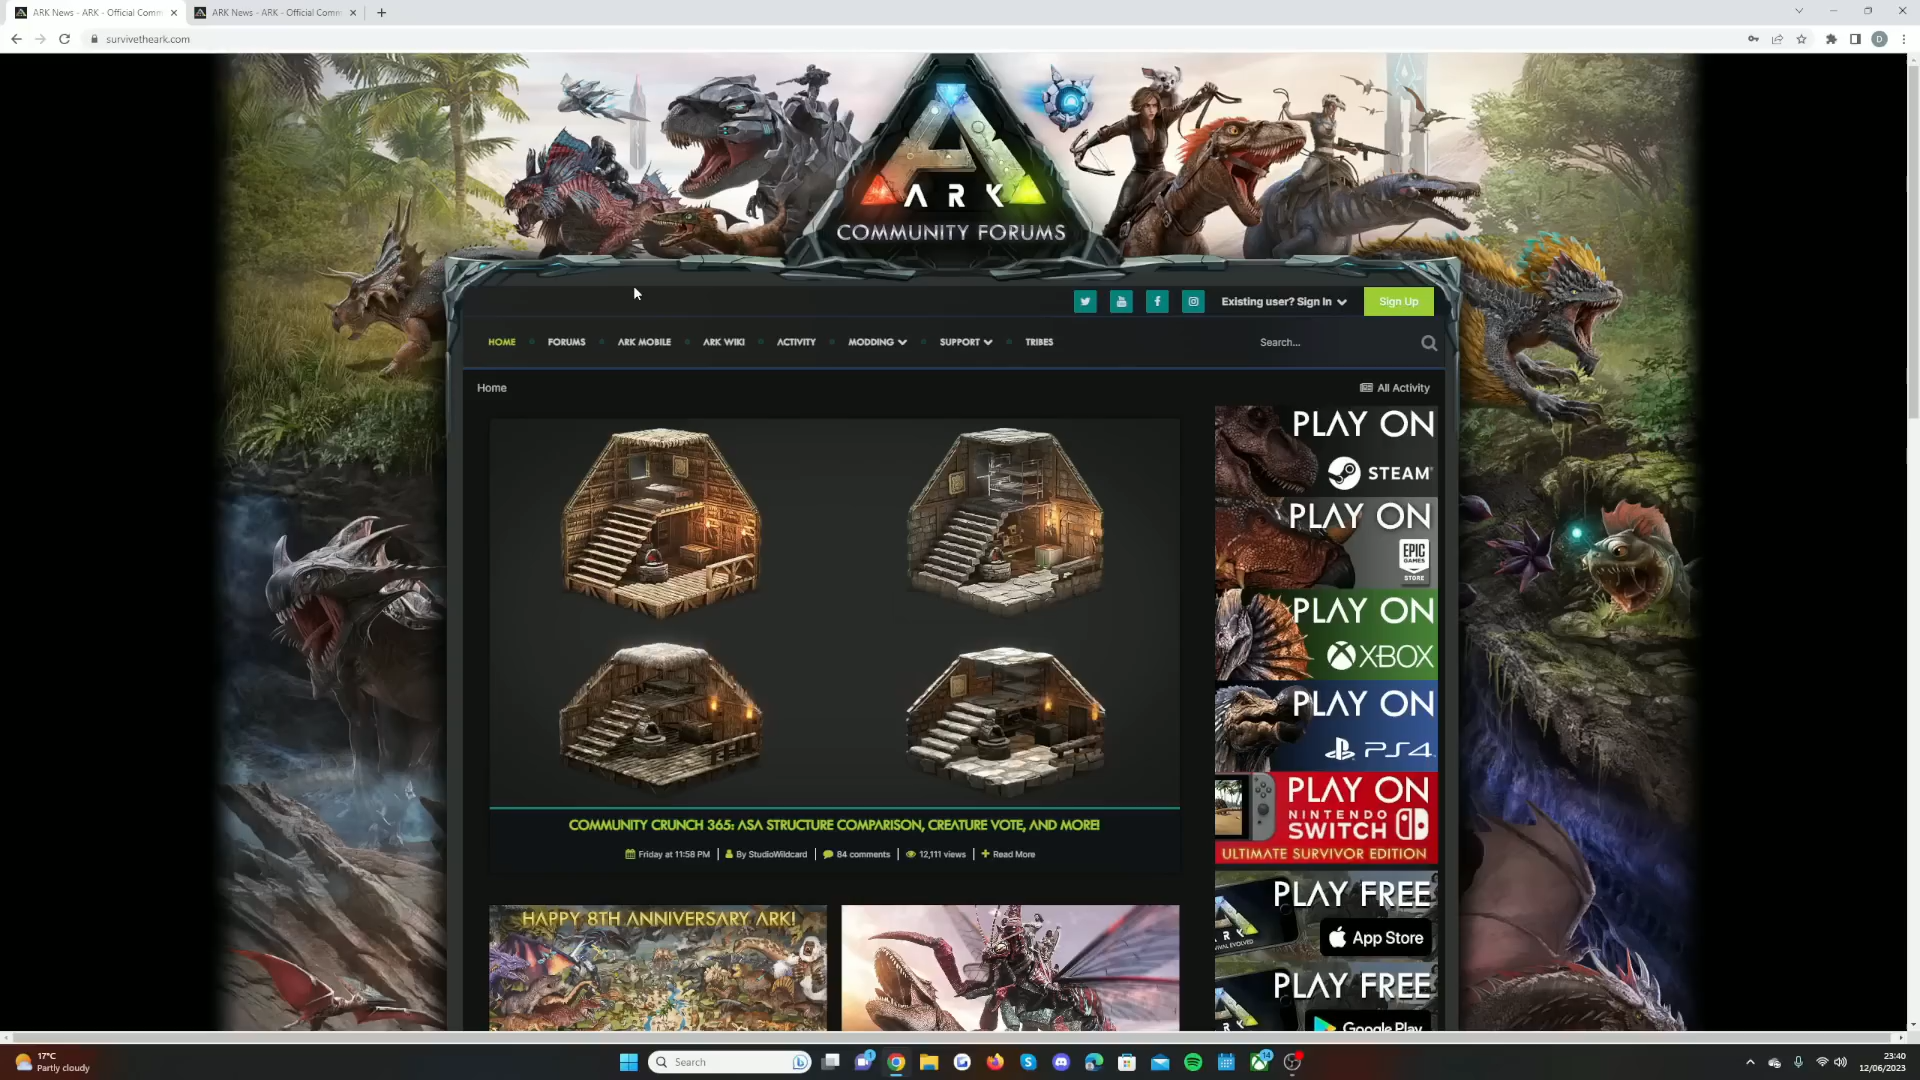 ARK News - ARK - Official Comm
ARK News - ARK - Official Comm
survivetheark.com
D
ARK
COMMUNITY FORUMS
Existing user? Sign In
Sign Up
HOME
FORUMS
ARK MOBILE
ARK WIKI
ACTIVITY
MODDING
SUPPORT
TRIBES
Search...
Home
All Activity
PLAY ON
STEAM
PLAY ON
EPIC
GAMES
STORE
PLAY ON
XBOX
PLAY ON
PS4
PLAY ON
NINTENDO
SWITCH
ULTIMATE SURVIVOR EDITION
COMMUNITY CRUNCH 365: ASA STRUCTURE COMPARISON, CREATURE VOTE, AND MORE!
Friday at 11:58 PM
By StudioWildcard
84 comments
12,111 views
Read More
HAPPY 8TH ANNIVERSARY ARK!
PLAY FREE
App Store
PLAY FREE
Google Play
17°C
Partly cloudy
Search
1
14
23:40
12/06/2023